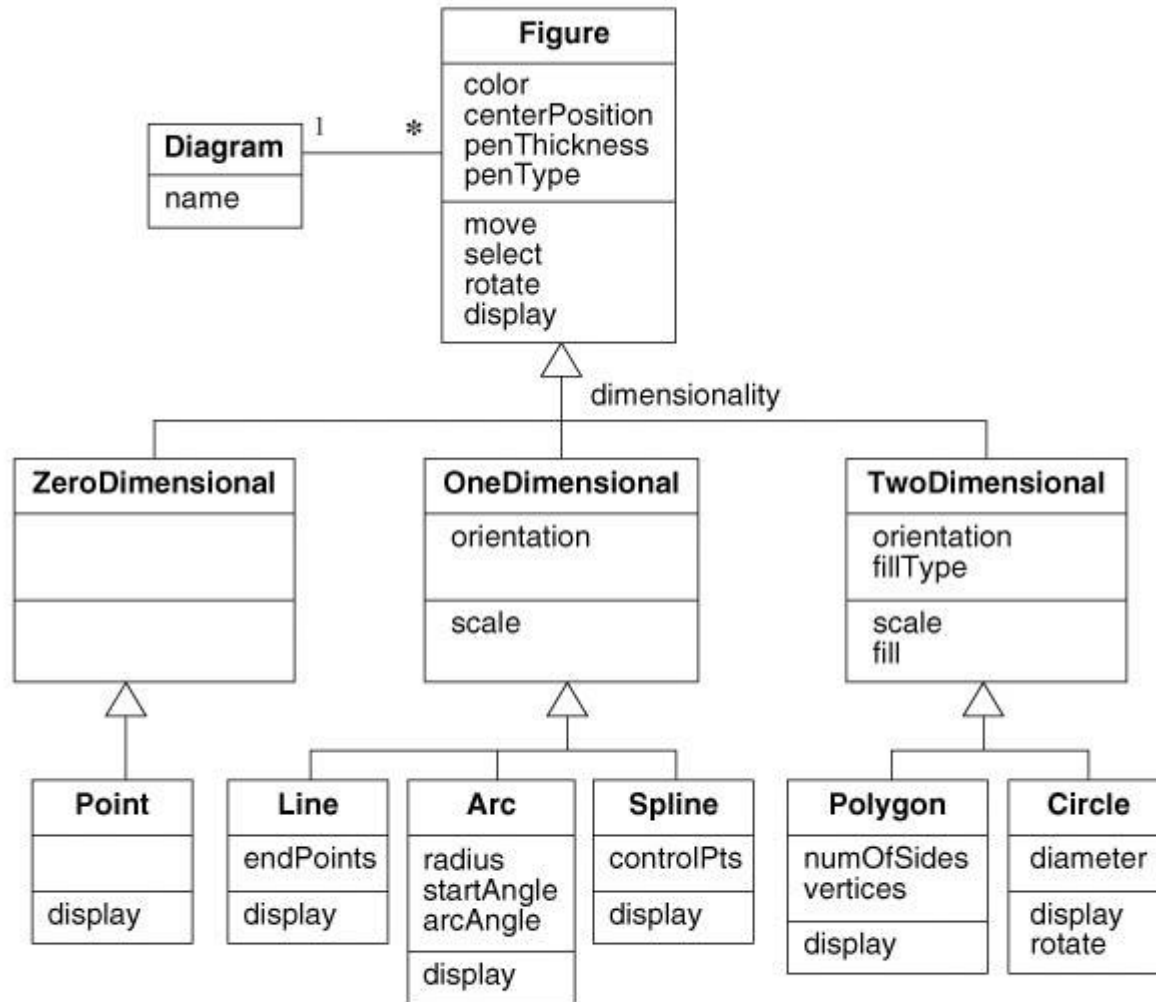 Figure
color
centerPosition
penThickness
penType
move
select
rotate
display
Diagram
name
1
*
dimensionality
ZeroDimensional
OneDimensional
orientation
scale
TwoDimensional
orientation
fillType
scale
fill
Point
display
Line
endPoints
display
Arc
radius
startAngle
arcAngle
display
Spline
controlPts
display
Polygon
numOfSides
vertices
display
Circle
diameter
display
rotate